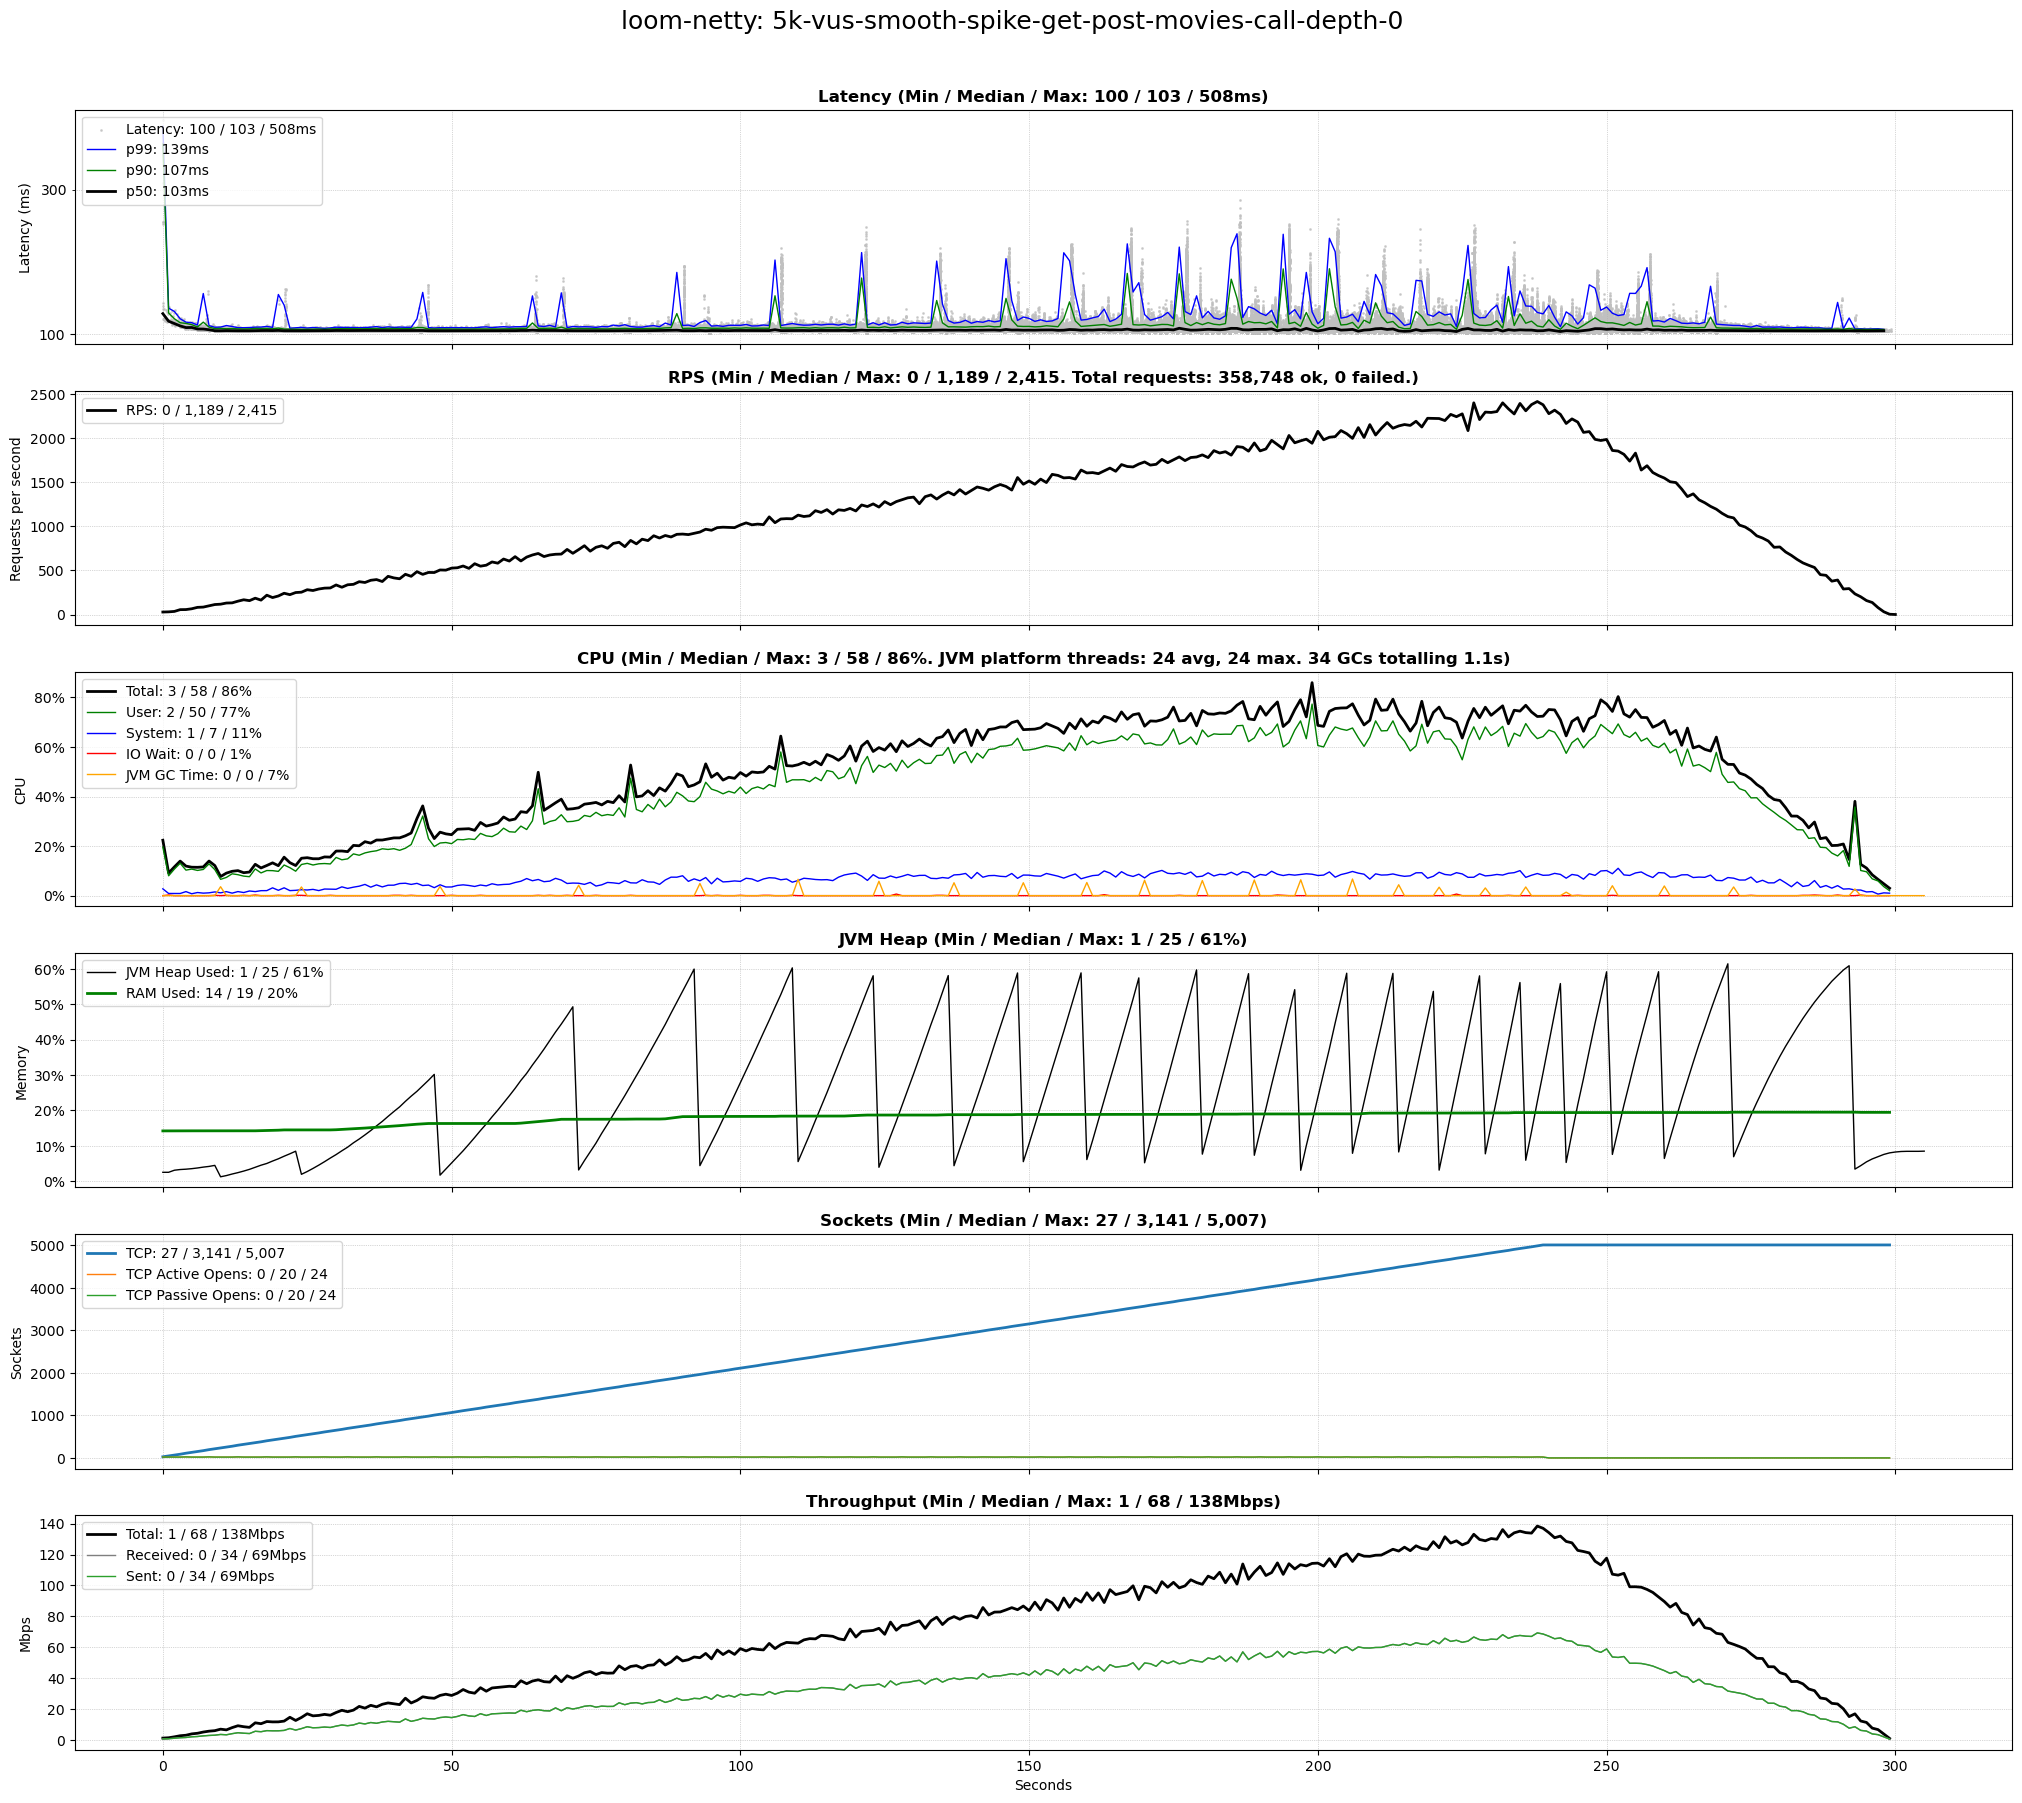 loom-netty: 5k-vus-smooth-spike-get-post-movies-call-depth-0
Latency (Min / Median / Max: 100 / 103 / 508ms)
Latency: 100 / 103 / 508ms
p99: 139ms
p90: 107ms
p50: 103ms
Latency (ms)
300
100
RPS (Min / Median / Max: 0 / 1,189 / 2,415. Total requests: 358,748 ok, 0 failed.)
RPS: 0 / 1,189 / 2,415
Requests per second
2500
2000
1500
1000
500
0
CPU (Min / Median / Max: 3 / 58 / 86%. JVM platform threads: 24 avg, 24 max. 34 GCs totalling 1.1s)
Total: 3 / 58 / 86%
User: 2 / 50 / 77%
System: 1 / 7 / 11%
IO Wait: 0 / 0 / 1%
JVM GC Time: 0 / 0 / 7%
CPU
80%
60%
40%
20%
0%
JVM Heap (Min / Median / Max: 1 / 25 / 61%)
JVM Heap Used: 1 / 25 / 61%
RAM Used: 14 / 19 / 20%
Memory
60%
50%
40%
30%
20%
10%
0%
Sockets (Min / Median / Max: 27 / 3,141 / 5,007)
TCP: 27 / 3,141 / 5,007
TCP Active Opens: 0 / 20 / 24
TCP Passive Opens: 0 / 20 / 24
Sockets
5000
4000
3000
2000
1000
0
Throughput (Min / Median / Max: 1 / 68 / 138Mbps)
Total: 1 / 68 / 138Mbps
Received: 0 / 34 / 69Mbps
Sent: 0 / 34 / 69Mbps
Mbps
140
120
100
80
60
40
20
0
0
50
100
150
200
250
300
Seconds